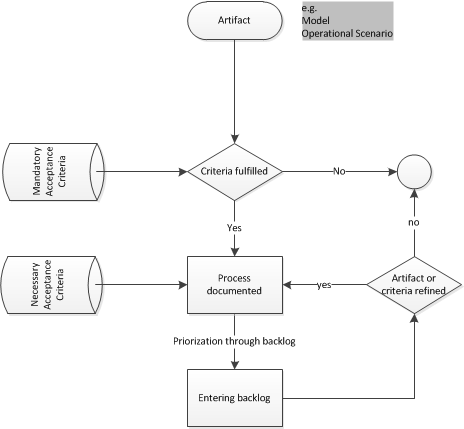 Artifact
e.g.
Model
Operational Scenario
Mandatory
Acceptance
Criteria
Criteria fulfilled
No
Yes
Necessary
Acceptance
Criteria
Process
documented
yes
Artifact or
criteria refined
no
Priorization through backlog
Entering backlog